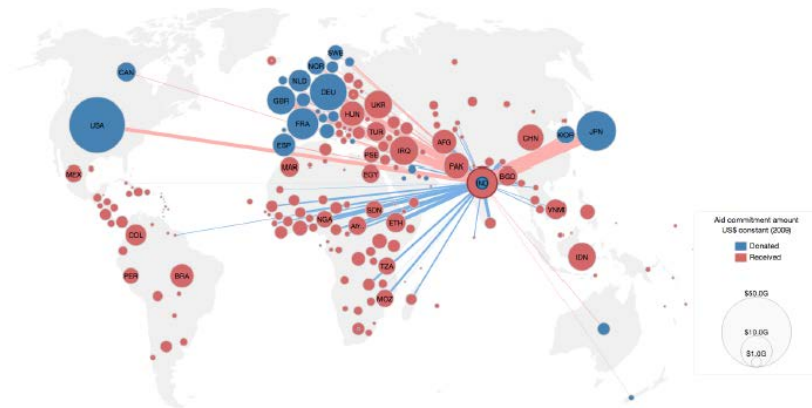 SWE
NOR
CAN
NLD
DEU
GBR
UKR
HUN
USA
FRA
TUR
CHN
KOR
JPN
ESP
AFG
IRQ
PSE
PAN
MAR
MEX
EGY
BGD
IND
SDN
VNM
NGA
ETH
COL
IDN
TZA
PER
BRA
MOZ
Aid commitment amount
US$ constant (2009)
Donated
Received
$50.0G
$10.0G
$1.0G